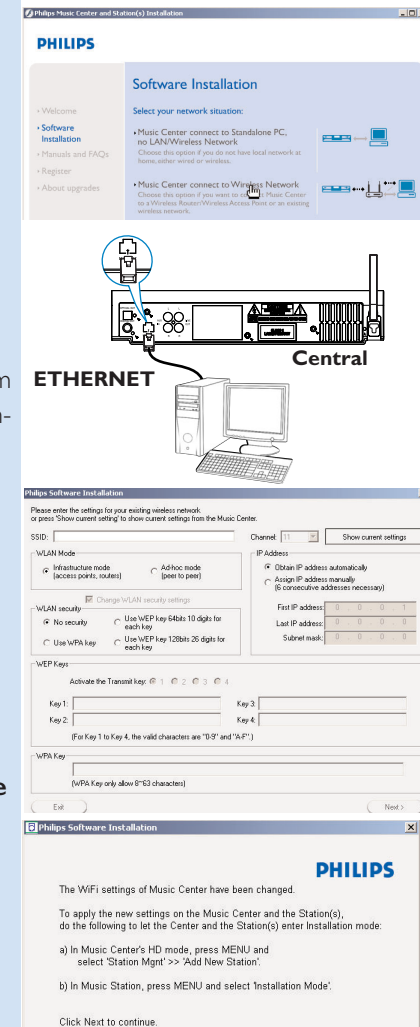 Philips Music Center and Station(s) Installation
PHILIPS
Software Installation
Select your network situation:
• Welcome
• Software
Installation
• Manuals and FAQs
• Register
• About upgrades
• Music Center connect to Standalone PC,
no LAN/Wireless Network
Choose this option if you do not have local network at
home, either wired or wireless.
• Music Center connect to Wireless Network
Choose this option if you want to Music Center
to a Wireless Router/Wireless Access Point or an existing
wireless network.
Central
ETHERNET
m
n-
e
Philips Software Installation
Please enter the settings for your existing wireless network
or press 'Show current setting' to show current settings from the Music Center.
SSID:
Channel: 11
Show current settings
WLAN Mode
Infrastructure mode
(access points, routers)
Ad-hoc mode
(peer to peer)
IP Address
Obtain IP address automatically
Assign IP address manually
(6 consecutive addresses necessary)
First IP address: 0 . 0 . 0 . 1
Last IP address: 0 . 0 . 0 . 0
Subnet mask: 0 . 0 . 0 . 0
Change WLAN security settings
WLAN security
No security
Use WEP key 64bits 10 digits for
each key
Use WPA key
Use WEP key 128bits 26 digits for
each key
WEP Keys
Activate the Transmit key: 1 2 3 4
Key 1:
Key 3:
Key 2:
Key 4:
(For Key 1 to Key 4, the valid characters are "0-9" and "A-F".)
WPA Key
(WPA Key only allow 8~63 characters)
Exit
Next >
Philips Software Installation
PHILIPS
The WiFi settings of Music Center have been changed.
To apply the new settings on the Music Center and the Station(s),
do the following to let the Center and the Station(s) enter Installation mode:
a) In Music Center's HD mode, press MENU and
select 'Station Mgnt' >> 'Add New Station'.
b) In Music Station, press MENU and select 'Installation Mode'.
Click Next to continue.